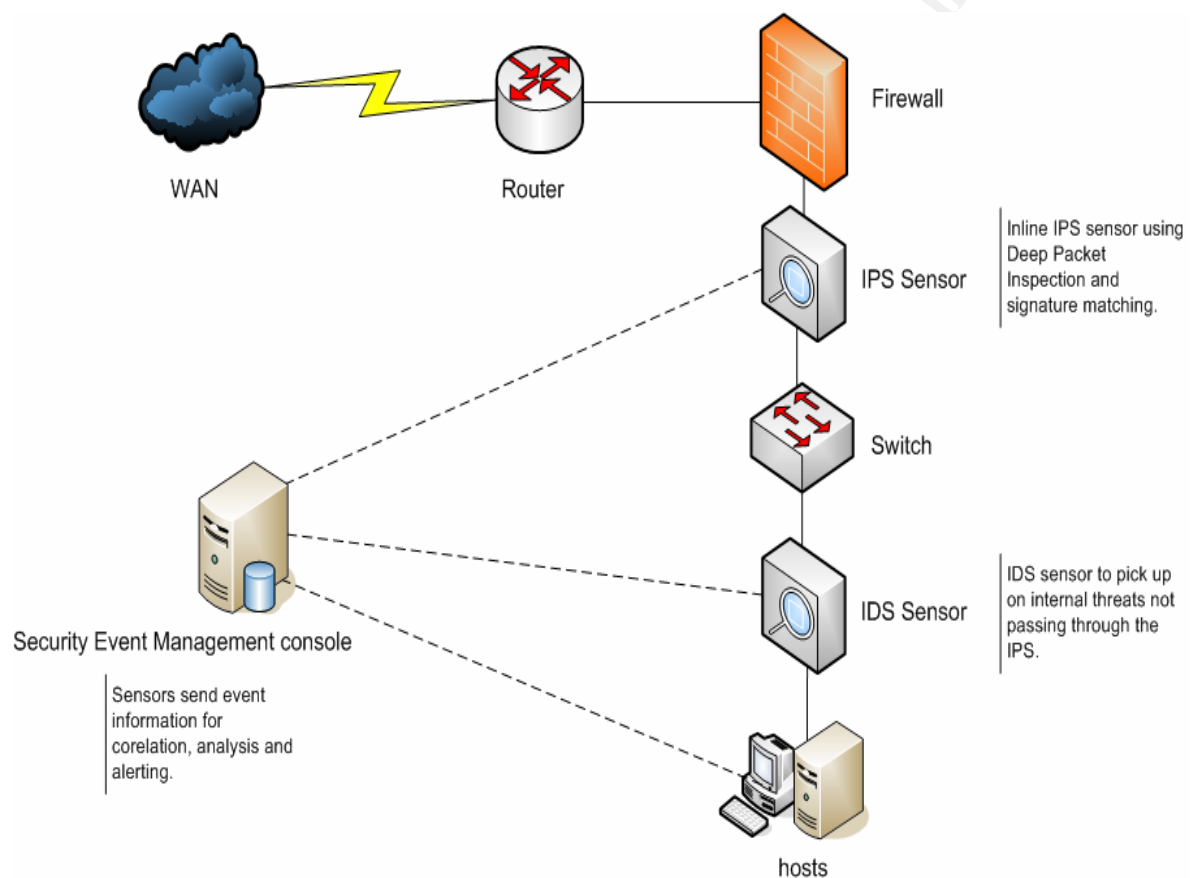 WAN
Router
Firewall
Inline IPS sensor using
Deep Packet
Inspection and
signature matching.
IPS Sensor
Switch
Security Event Management console
Sensors send event
information for
corelation, analysis and
alerting.
IDS Sensor
IDS sensor to pick up
on internal threats not
passing through the
IPS.
hosts